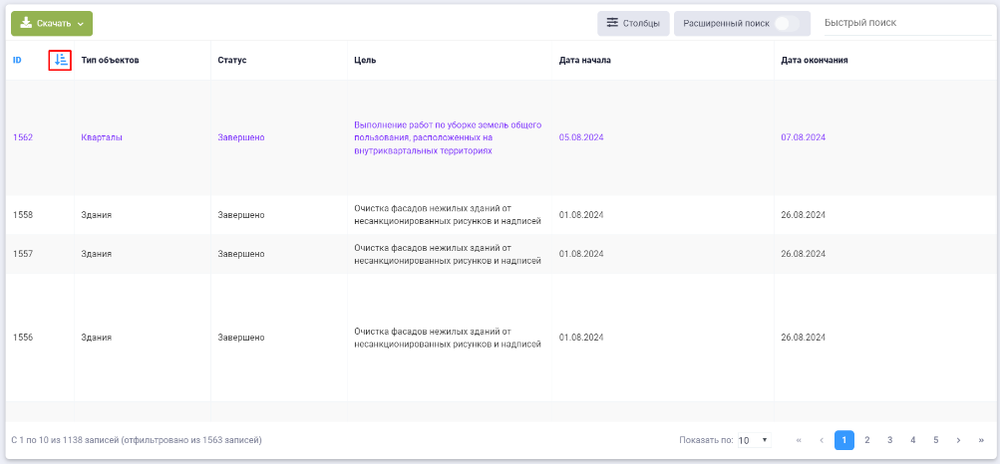 Скачать
Столбцы
Расширенный поиск
Быстрый поиск
ID Тип объектов Статус Цель Дата начала Дата окончания
1562 Кварталы Завершено Выполнение работ по уборке земель общего
пользования, расположенных на
внутриквартальных территориях 05.08.2024 07.08.2024
1558 Здания Завершено Очистка фасадов нежилых зданий от
несанкционированных рисунков и надписей 01.08.2024 26.08.2024
1557 Здания Завершено Очистка фасадов нежилых зданий от
несанкционированных рисунков и надписей 01.08.2024 26.08.2024
1556 Здания Завершено Очистка фасадов нежилых зданий от
несанкционированных рисунков и надписей 01.08.2024 26.08.2024
С 1 по 10 из 1138 записей (отфильтровано из 1563 записей)
Показать по: 10
« ‹ 1 2 3 4 5 › »